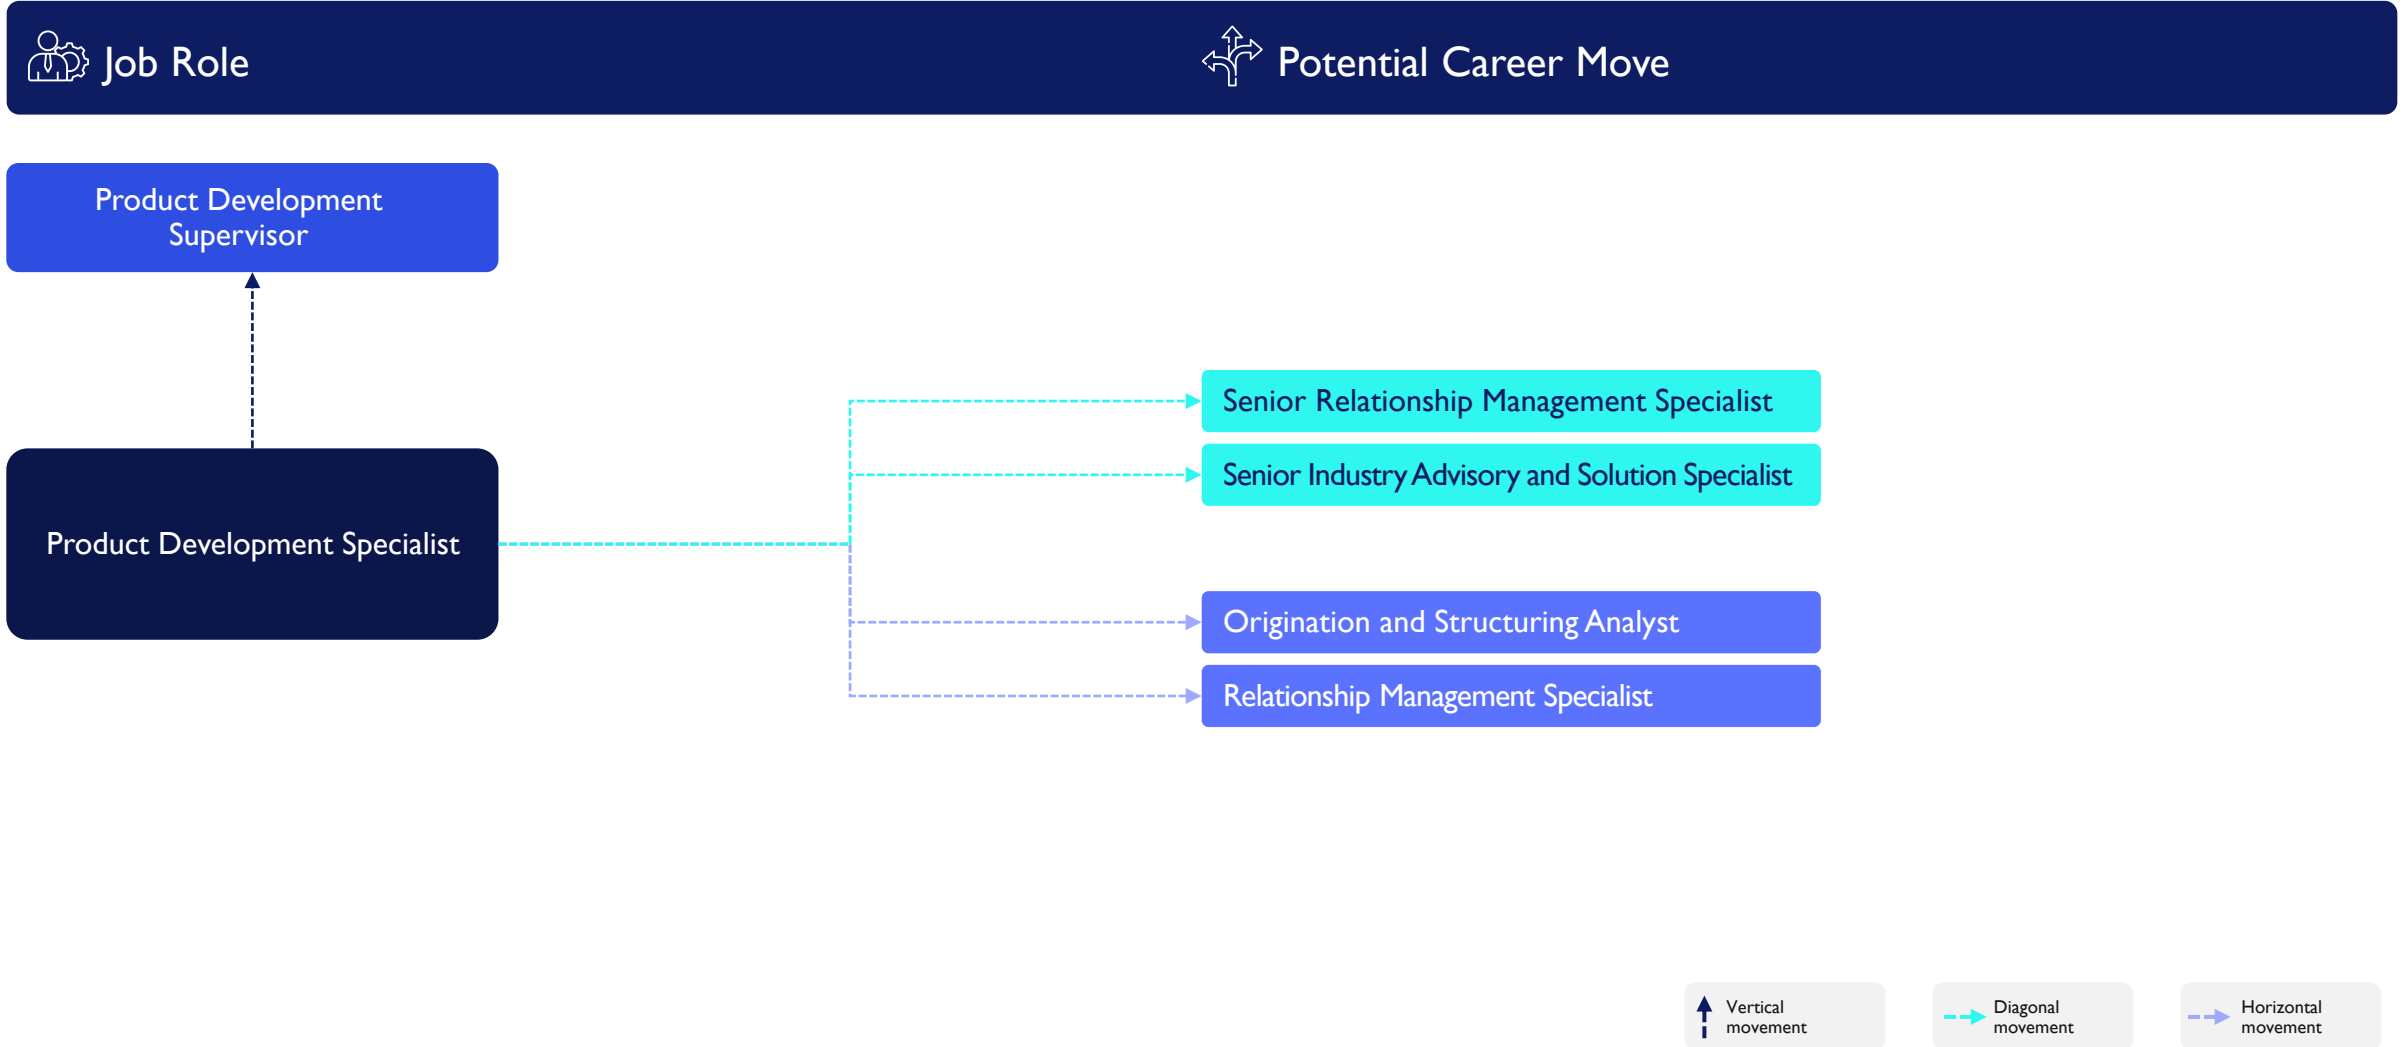 Job Role
Potential Career Move
Product Development
Supervisor
Senior Relationship Management Specialist
Senior Industry Advisory and Solution Specialist
Product Development Specialist
Origination and Structuring Analyst
Relationship Management Specialist
Vertical
movement
Diagonal
movement
Horizontal
movement